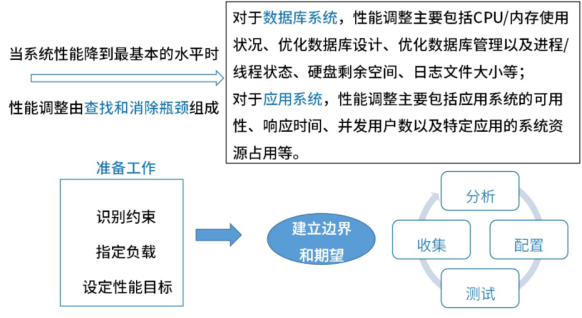 当系统性能降到最基本的水平时
性能调整由查找和消除瓶颈组成
对于数据库系统，性能调整主要包括CPU/内存使用
状况、优化数据库设计、优化数据库管理以及进程/
线程状态、硬盘剩余空间、日志文件大小等；
对于应用系统，性能调整主要包括应用系统的可用
性、响应时间、并发用户数以及特定应用的系统资
源占用等。
准备工作
识别约束
指定负载
设定性能目标
建立边界
和期望
分析
收集
配置
测试